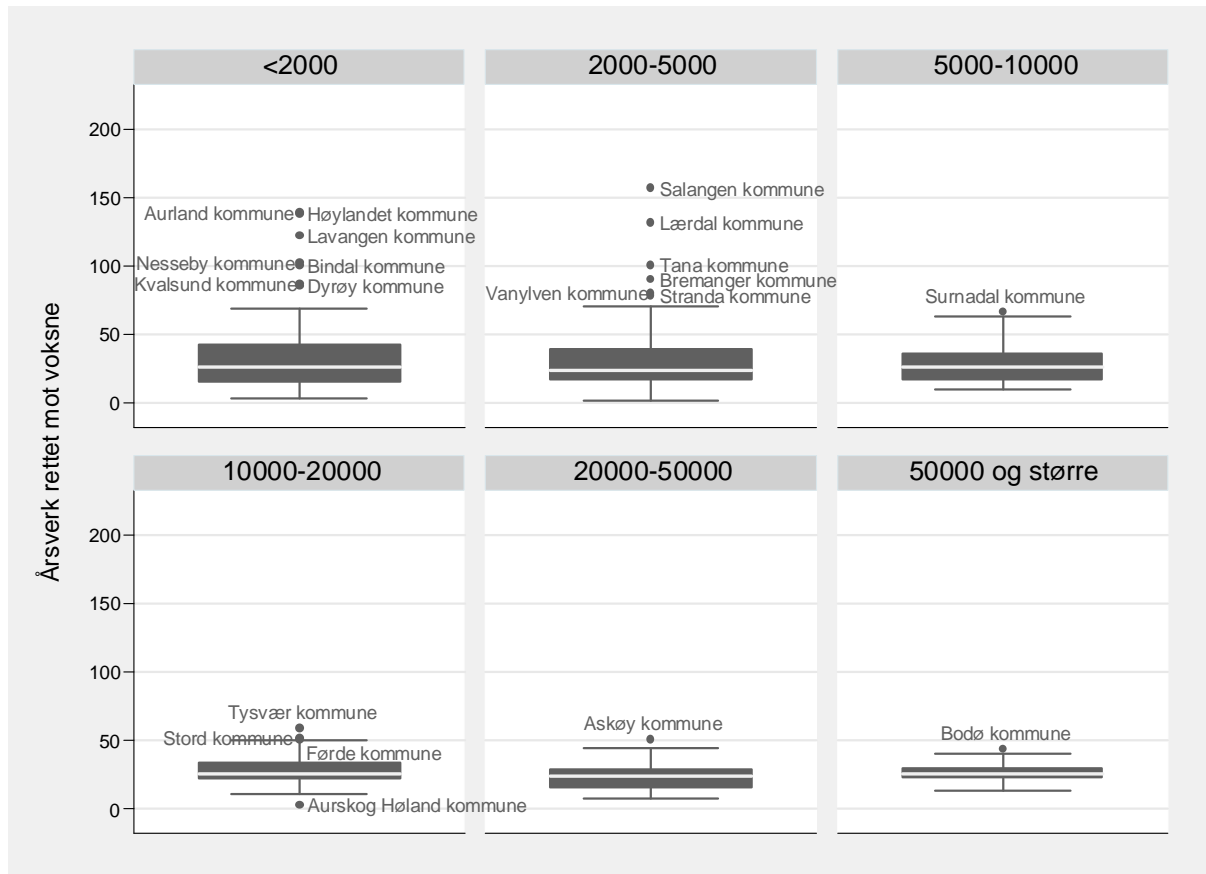 Årsverk rettet mot voksne
<2000
2000-5000
5000-10000
200
150
100
50
0
Aurland kommune
Høylandet kommune
Lavangen kommune
Nesseby kommune
Bindal kommune
Kvalsund kommune
Dyrøy kommune
Salangen kommune
Lærdal kommune
Tana kommune
Bremanger kommune
Vanylven kommune
Stranda kommune
Surnadal kommune
10000-20000
20000-50000
50000 og større
200
150
100
50
0
Tysvær kommune
Stord kommune
Førde kommune
Aurskog Høland kommune
Askøy kommune
Bodø kommune